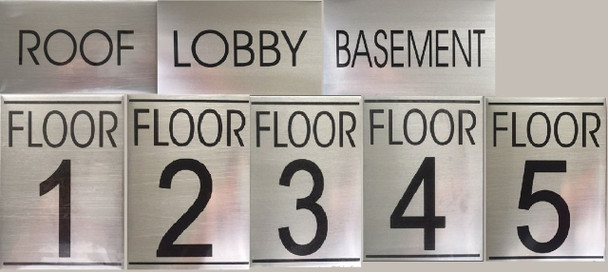 ROOF LOBBY BASEMENT
FLOOR FLOOR FLOOR FLOOR FLOOR
1 2 3 4 5